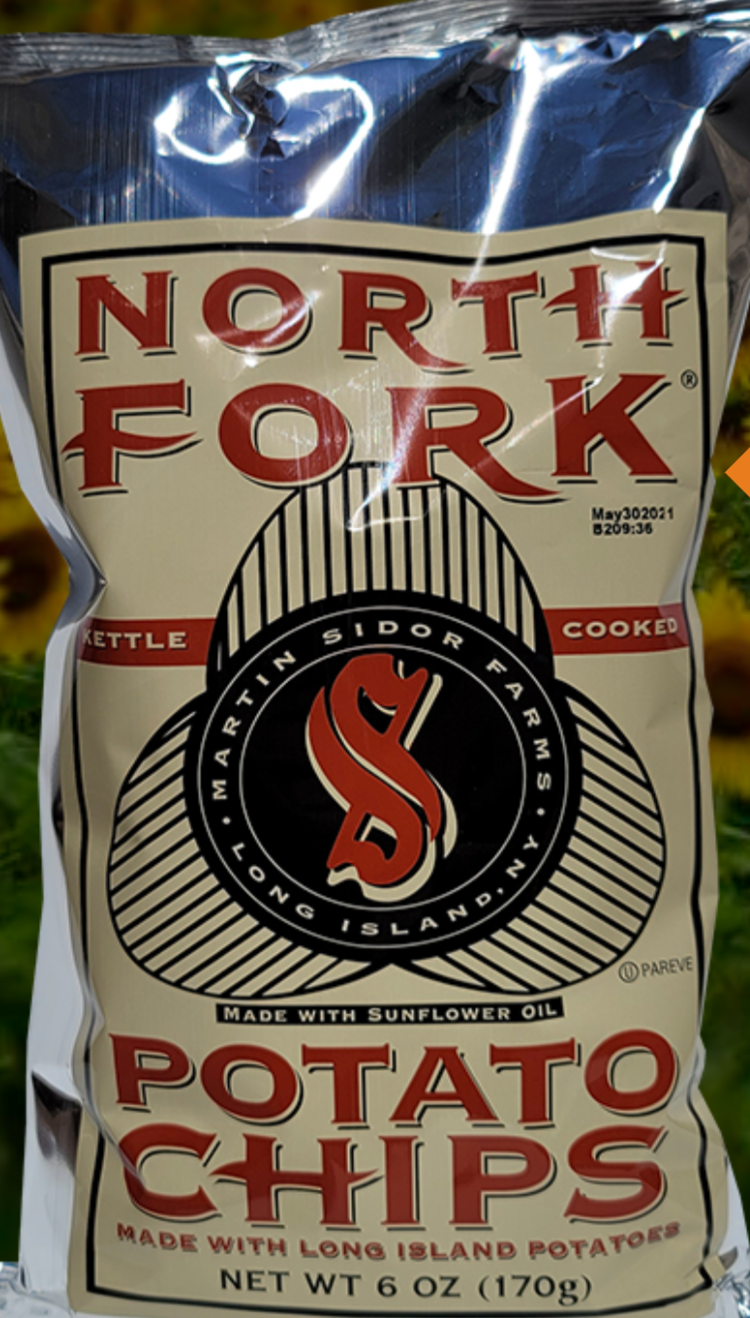 NORTH
FORK®
May302021
B209:36
KETTLE COOKED
MARTIN SIDOR FARMS
S
• LONG ISLAND, NY •
Ⓤ PAREVE
MADE WITH SUNFLOWER OIL
POTATO
CHIPS
MADE WITH LONG ISLAND POTATOES
NET WT 6 OZ (170g)